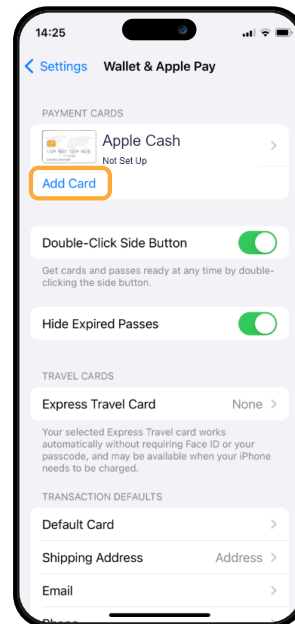 14:25
Settings Wallet & Apple Pay
PAYMENT CARDS
Apple Cash
Not Set Up
Add Card
Double-Click Side Button
Get cards and passes ready at any time by double-
clicking the side button.
Hide Expired Passes
TRAVEL CARDS
Express Travel Card None
Your selected Express Travel card works
automatically without requiring Face ID or your
passcode, and may be available when your iPhone
needs to be charged.
TRANSACTION DEFAULTS
Default Card
Shipping Address Address
Email
Phone